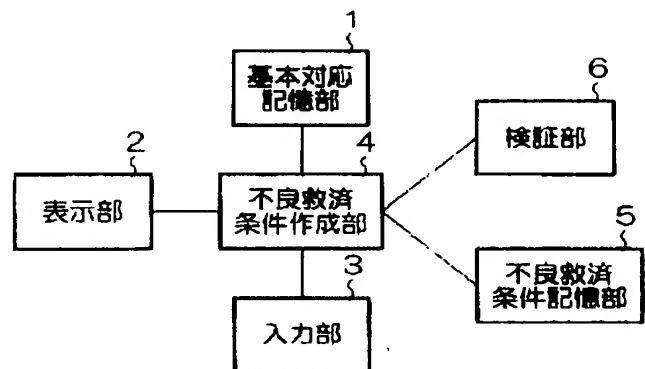 1
基本対応
記憶部
6
検証部
2
表示部
4
不良救済
条件作成部
5
不良救済
条件記憶部
3
入力部